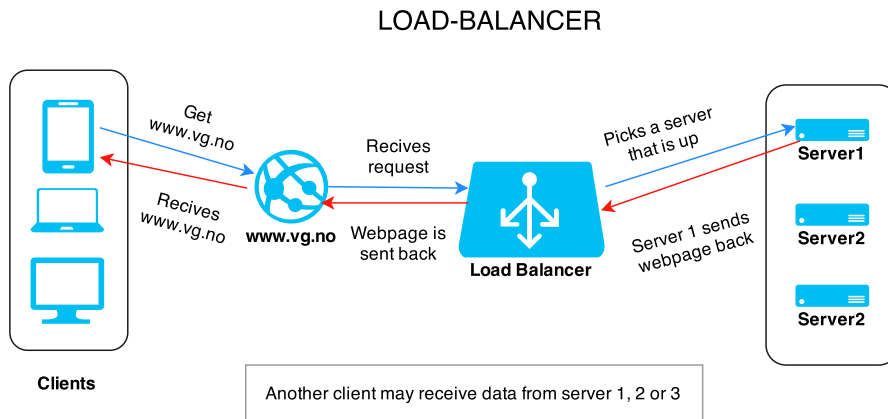 LOAD-BALANCER
Get
www.vg.no
Recives
www.vg.no
www.vg.no
Recives
request
Webpage is
sent back
Load Balancer
Picks a server
that is up
Server 1 sends
webpage back
Server1
Server2
Server2
Clients
Another client may receive data from server 1, 2 or 3